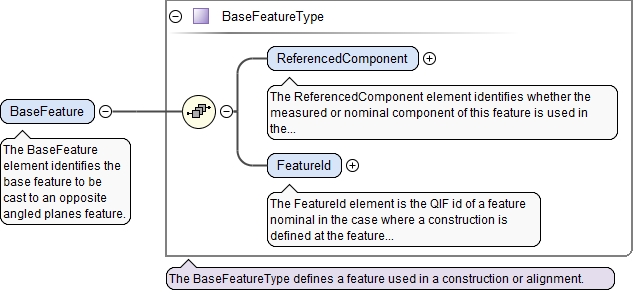 BaseFeatureType
ReferencedComponent
The ReferencedComponent element identifies whether the
measured or nominal component of this feature is used in
the...
BaseFeature
The BaseFeature
element identifies the
base feature to be
cast to an opposite
angled planes feature.
FeatureId
The FeatureId element is the QIF id of a feature
nominal in the case where a construction is
defined at the feature...
The BaseFeatureType defines a feature used in a construction or alignment.